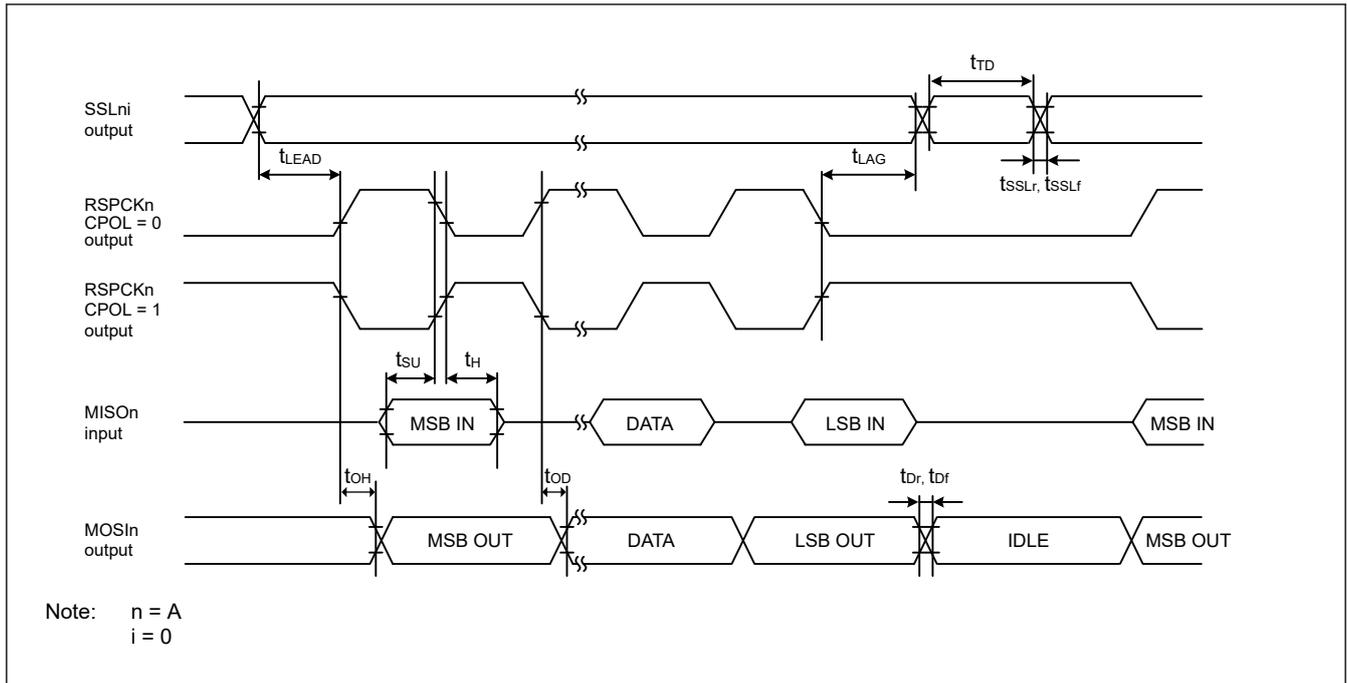 tTD
SSLni
output
tLEAD
tLAG
tSSLr, tSSLf
RSPCKn
CPOL = 0
output
RSPCKn
CPOL = 1
output
tSU
tH
MISOn
input
MSB IN
DATA
LSB IN
MSB IN
tOH
tOD
tDr, tDf
MOSIn
output
MSB OUT
DATA
LSB OUT
IDLE
MSB OUT
Note: n = A
i = 0